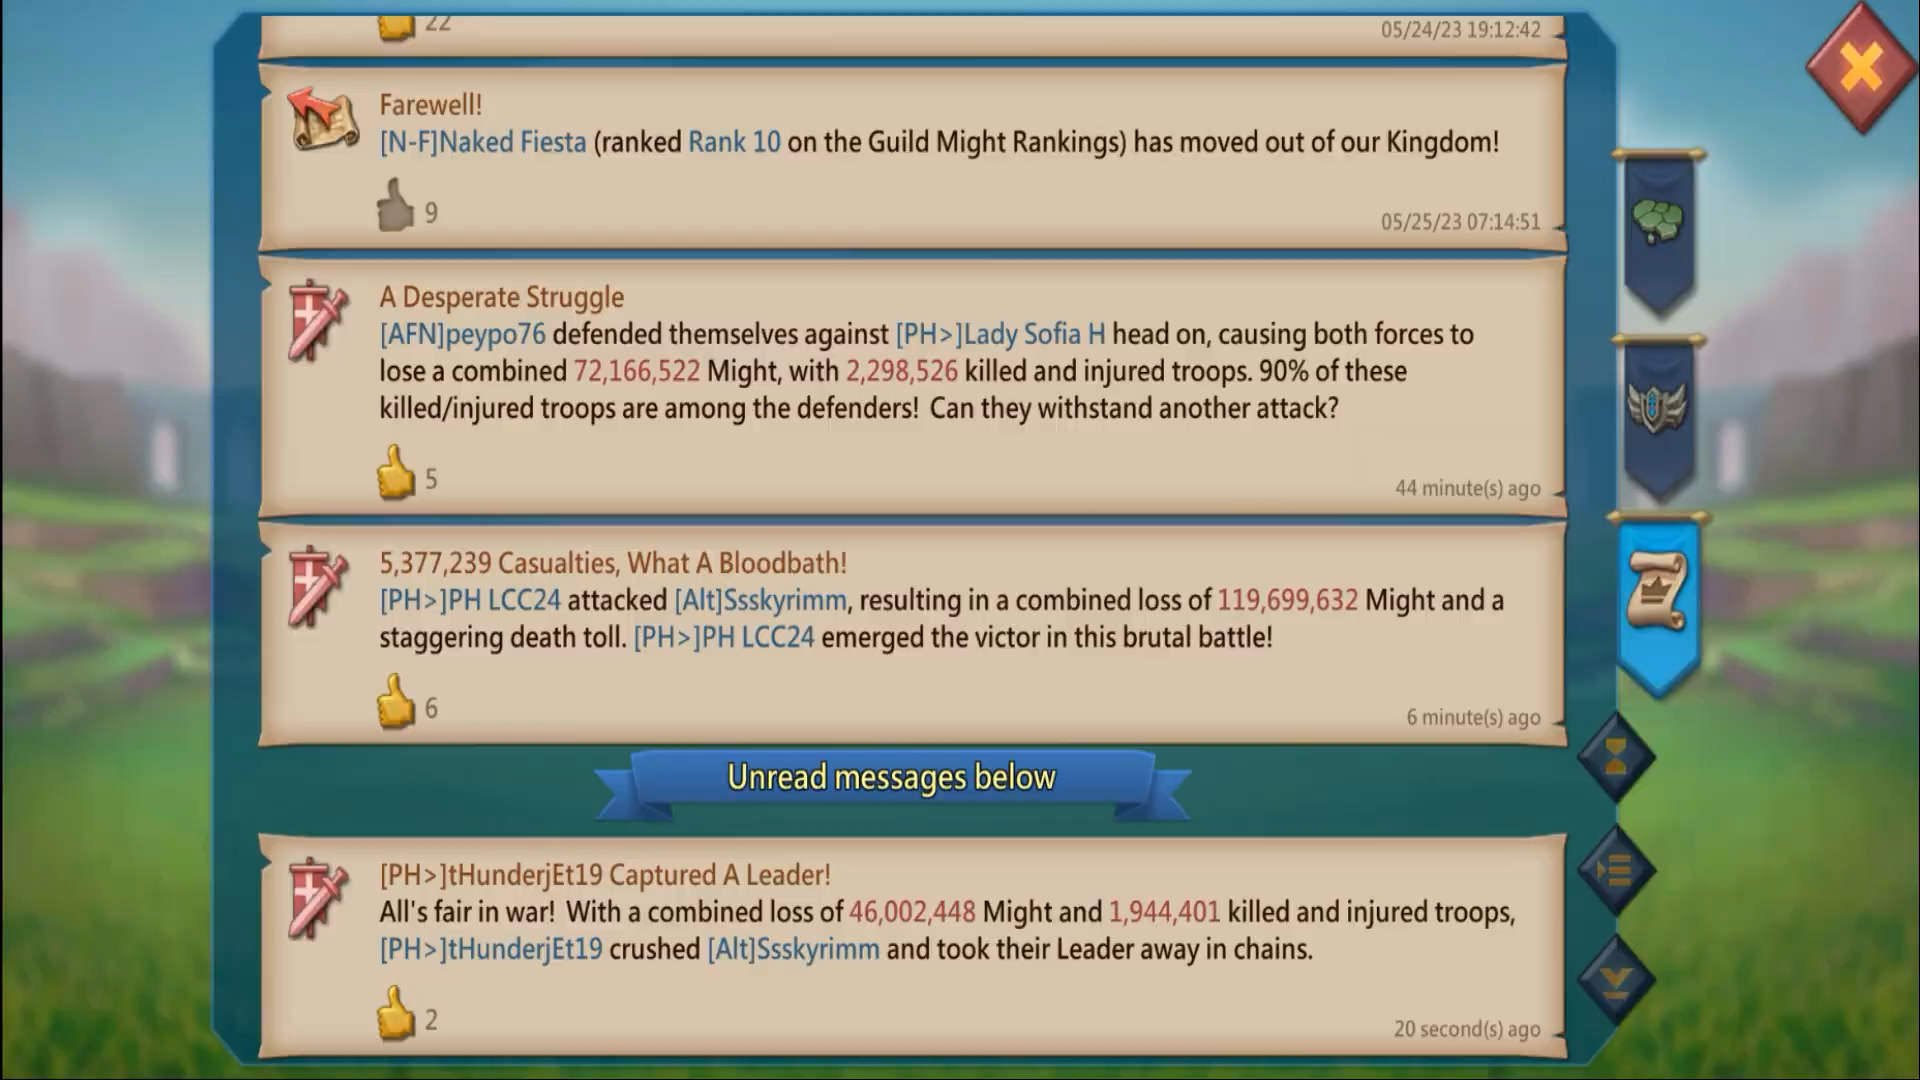 22
05/24/23 19:12:42
Farewell!
[N-F]Naked Fiesta (ranked Rank 10 on the Guild Might Rankings) has moved out of our Kingdom!
9
05/25/23 07:14:51
A Desperate Struggle
[AFN]peypo76 defended themselves against [PH>]Lady Sofia H head on, causing both forces to
lose a combined 72,166,522 Might, with 2,298,526 killed and injured troops. 90% of these
killed/injured troops are among the defenders! Can they withstand another attack?
5
44 minute(s) ago
5,377,239 Casualties, What A Bloodbath!
[PH>]PH LCC24 attacked [Alt]Ssskyrimm, resulting in a combined loss of 119,699,632 Might and a
staggering death toll. [PH>]PH LCC24 emerged the victor in this brutal battle!
6
6 minute(s) ago
Unread messages below
[PH>]tHunderjEt19 Captured A Leader!
All's fair in war! With a combined loss of 46,002,448 Might and 1,944,401 killed and injured troops,
[PH>]tHunderjEt19 crushed [Alt]Ssskyrimm and took their Leader away in chains.
2
20 second(s) ago